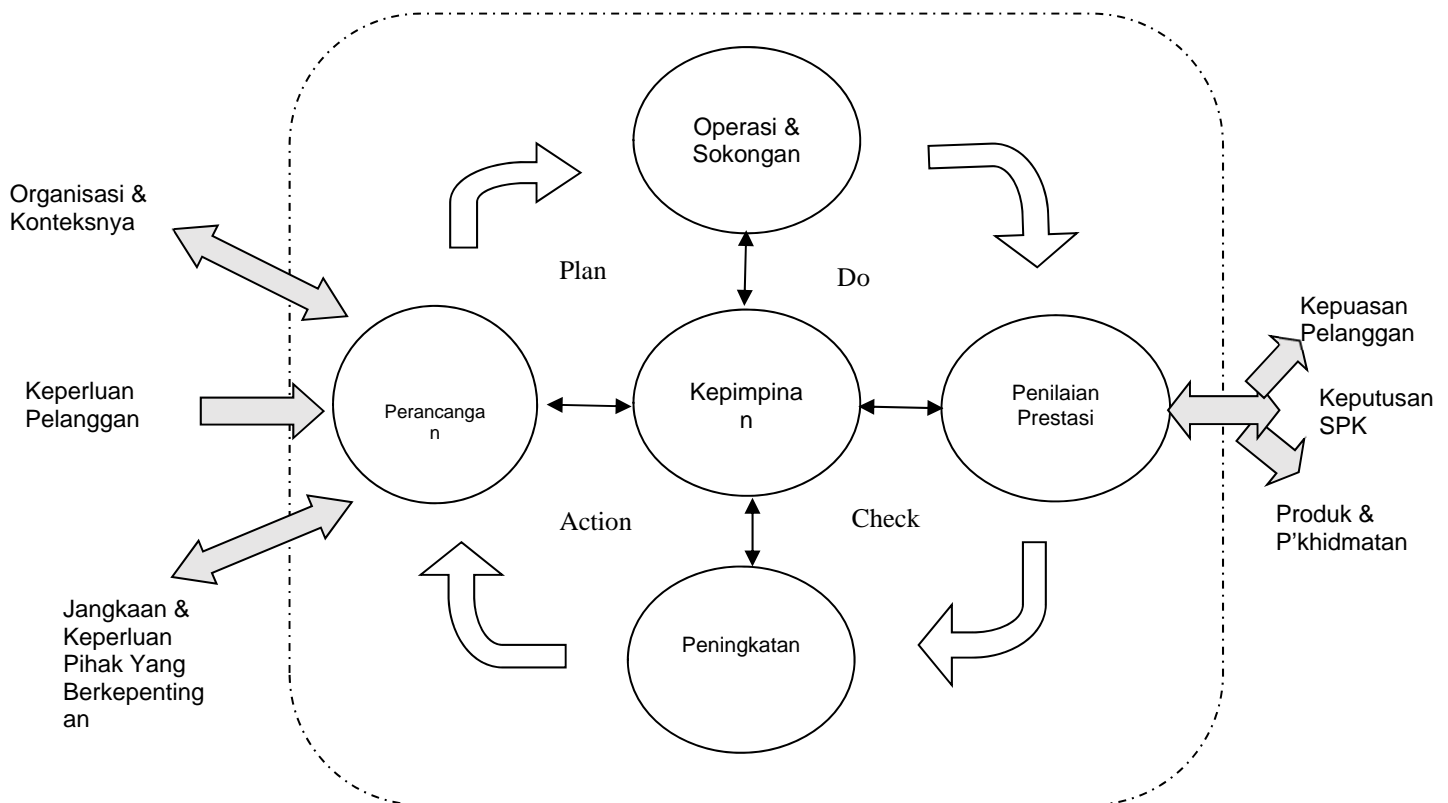 Operasi &
Sokongan
Organisasi &
Konteksnya
Plan
Do
Kepuasan
Pelanggan
Keperluan
Pelanggan
Perancanga
n
Kepimpina
n
Penilaian
Prestasi
Keputusan
SPK
Action
Check
Produk &
P'khidmatan
Jangkaan &
Keperluan
Pihak Yang
Berkepenting
an
Peningkatan